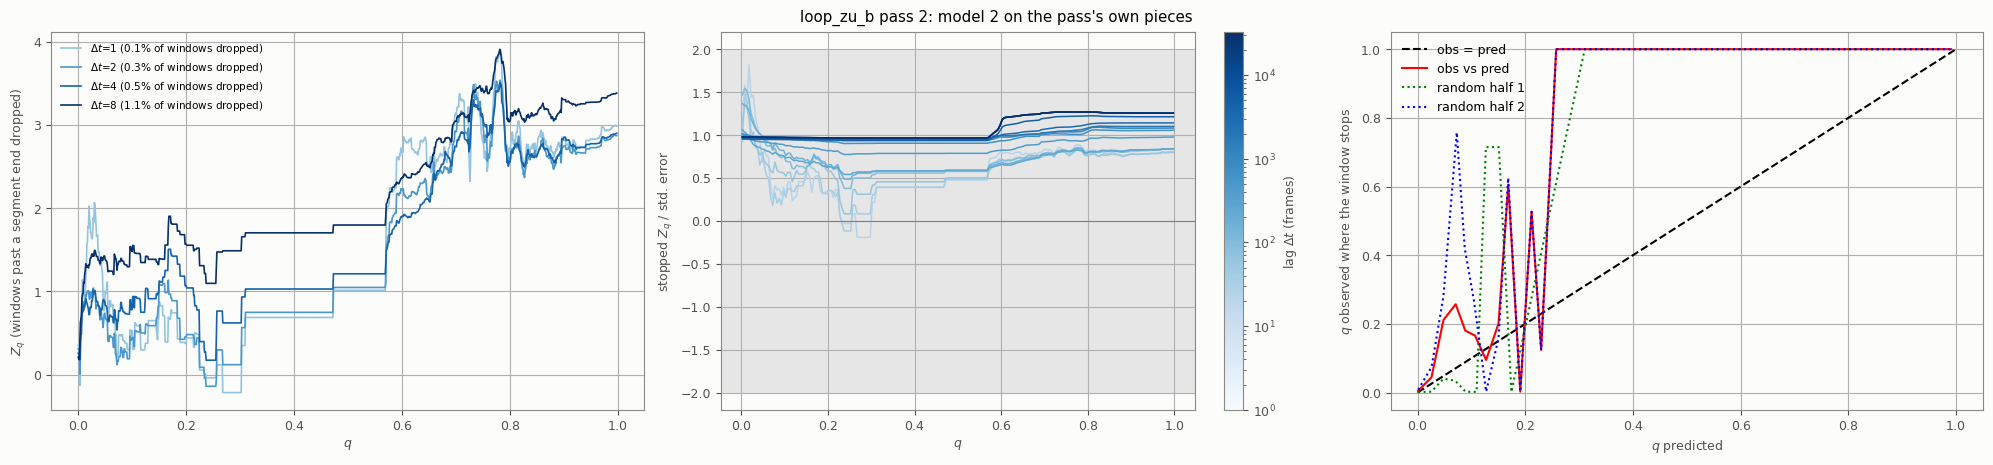 loop_zu_b pass 2: model 2 on the pass's own pieces
Z_q (windows past a segment end dropped)
4
3
2
1
0
Δt=1 (0.1% of windows dropped)
Δt=2 (0.3% of windows dropped)
Δt=4 (0.5% of windows dropped)
Δt=8 (1.1% of windows dropped)
0.0 0.2 0.4 0.6 0.8 1.0
q
stopped Z_q / std. error
2.0
1.5
1.0
0.5
0.0
−0.5
−1.0
−1.5
−2.0
0.0 0.2 0.4 0.6 0.8 1.0
q
10^4
10^3
10^2
10^1
10^0
lag Δt (frames)
q observed where the window stops
1.0
0.8
0.6
0.4
0.2
0.0
obs = pred
obs vs pred
random half 1
random half 2
0.0 0.2 0.4 0.6 0.8 1.0
q predicted